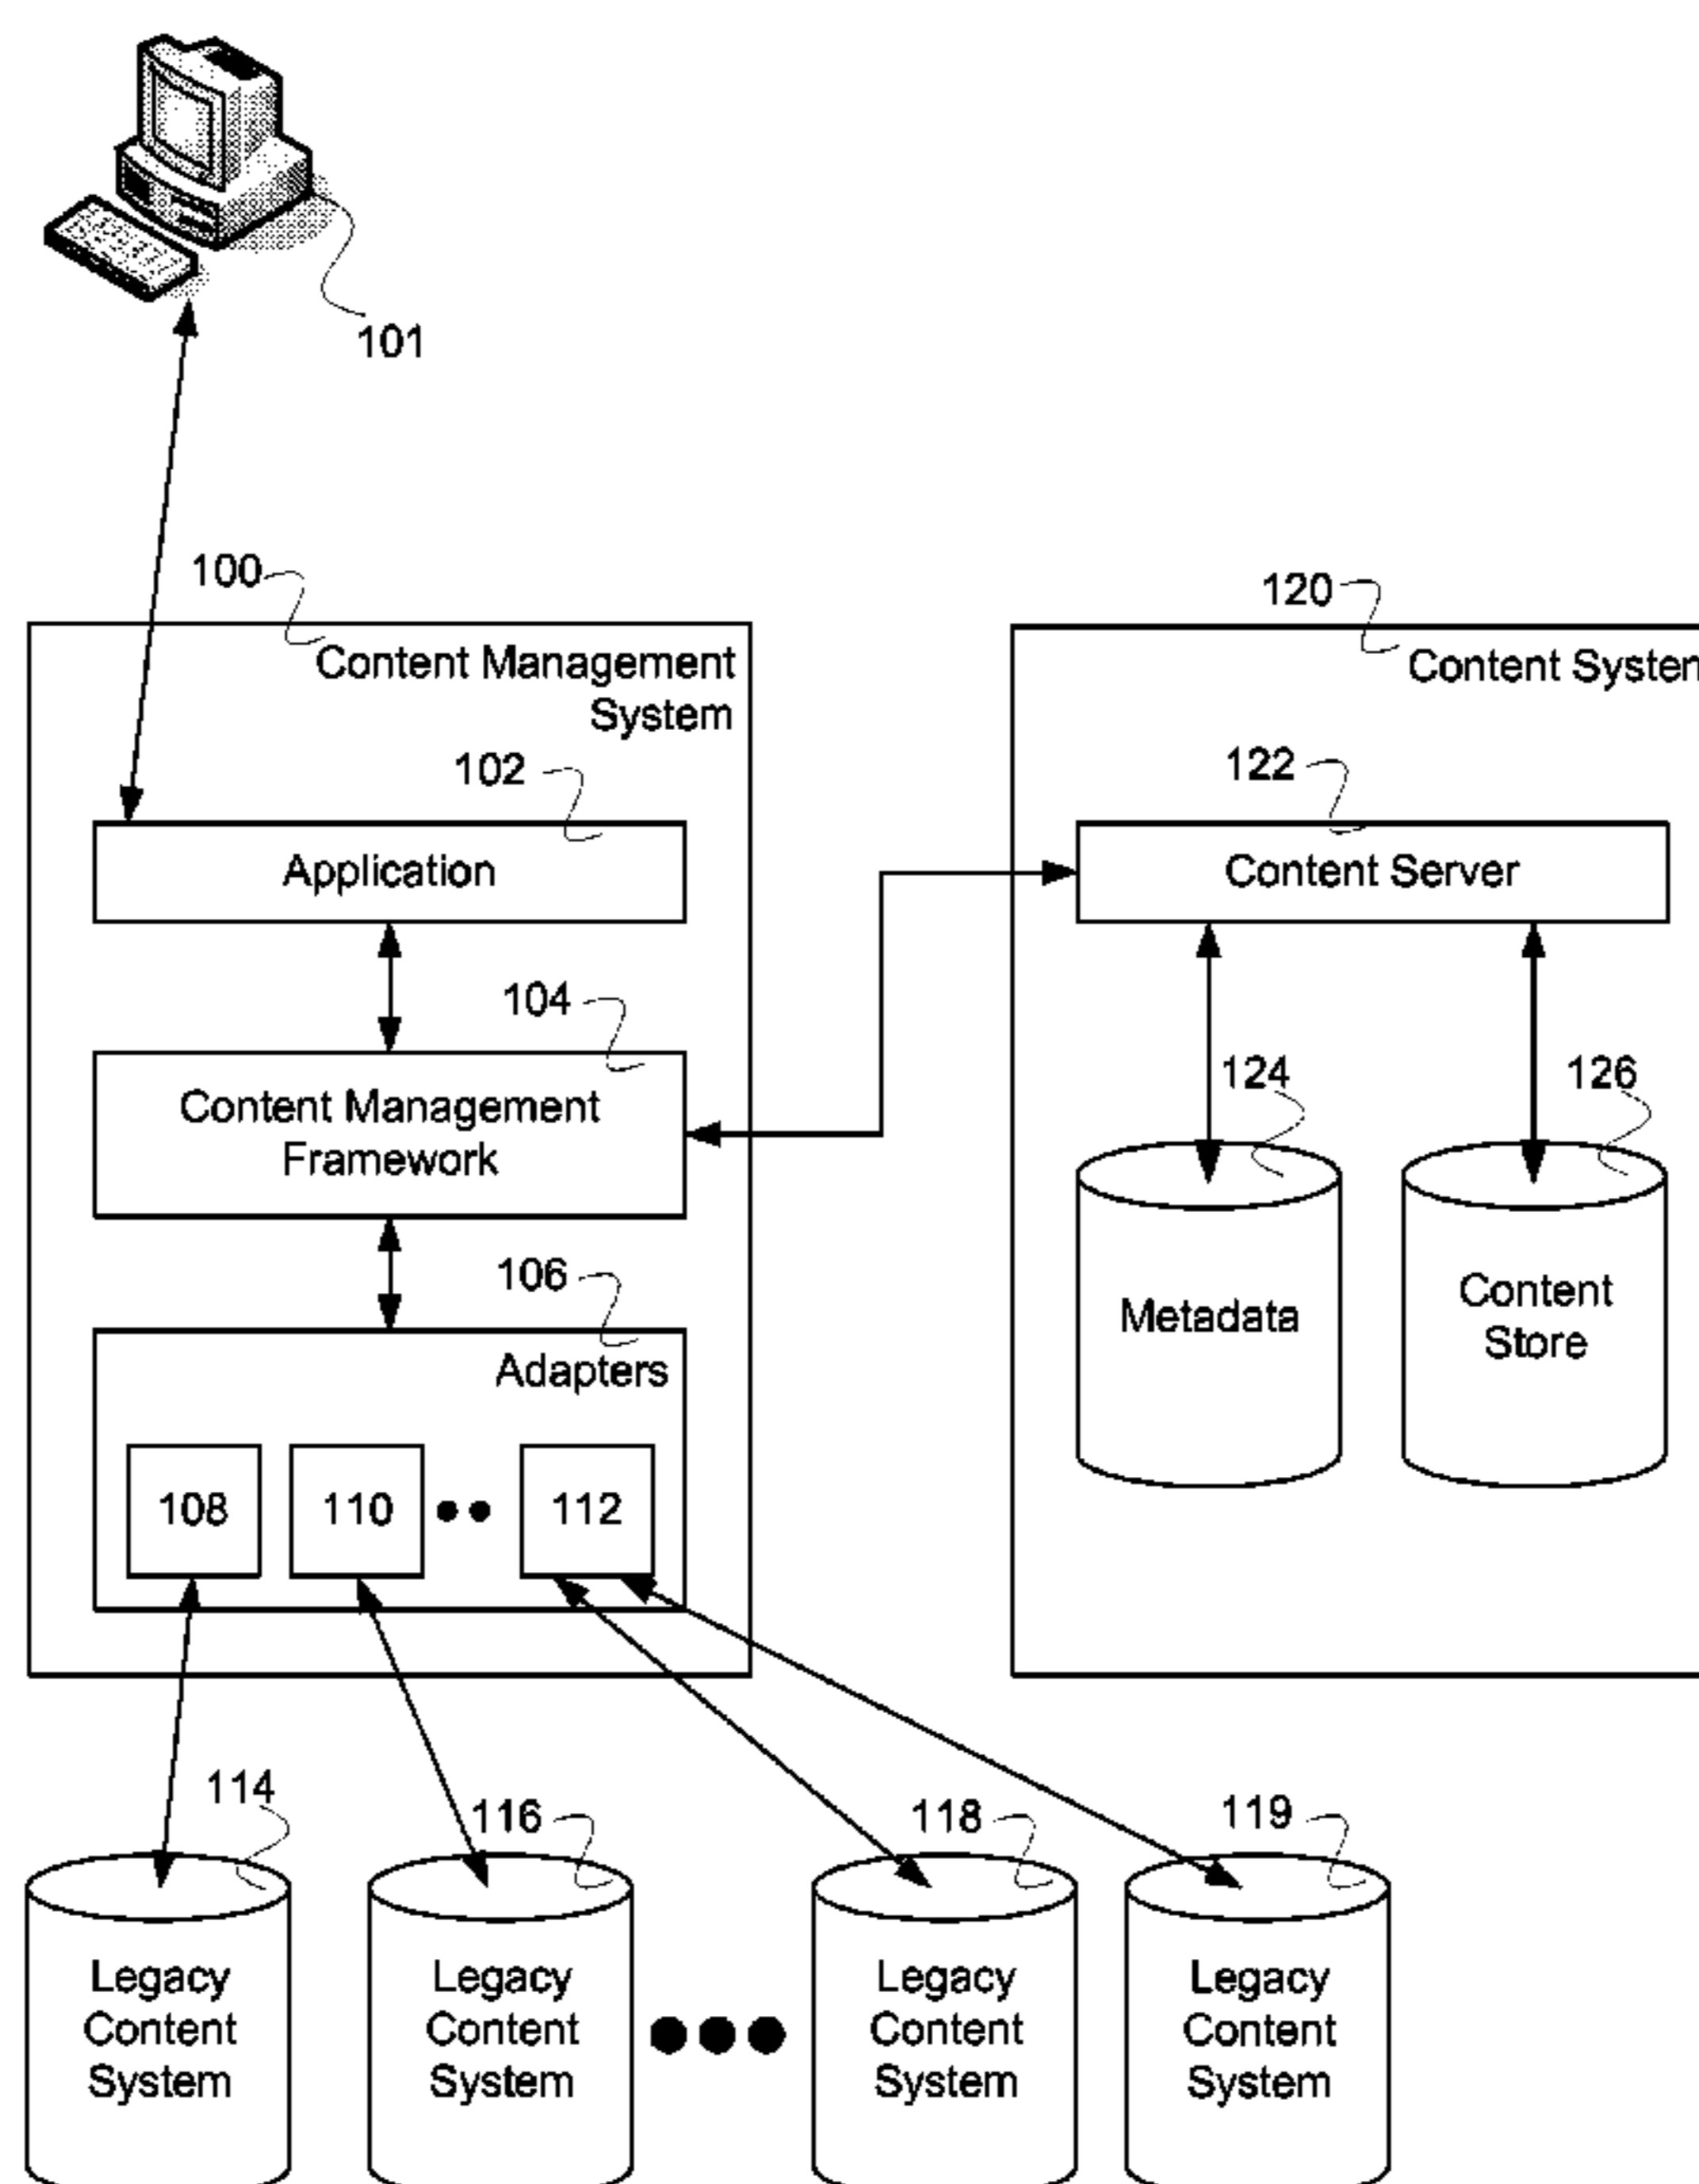 101
100
Content Management
System
120
Content System
102
Application
122
Content Server
104
Content Management
Framework
124
126
Metadata
Content
Store
106
Adapters
108
110
112
114
116
118
119
Legacy
Content
System
Legacy
Content
System
Legacy
Content
System
Legacy
Content
System